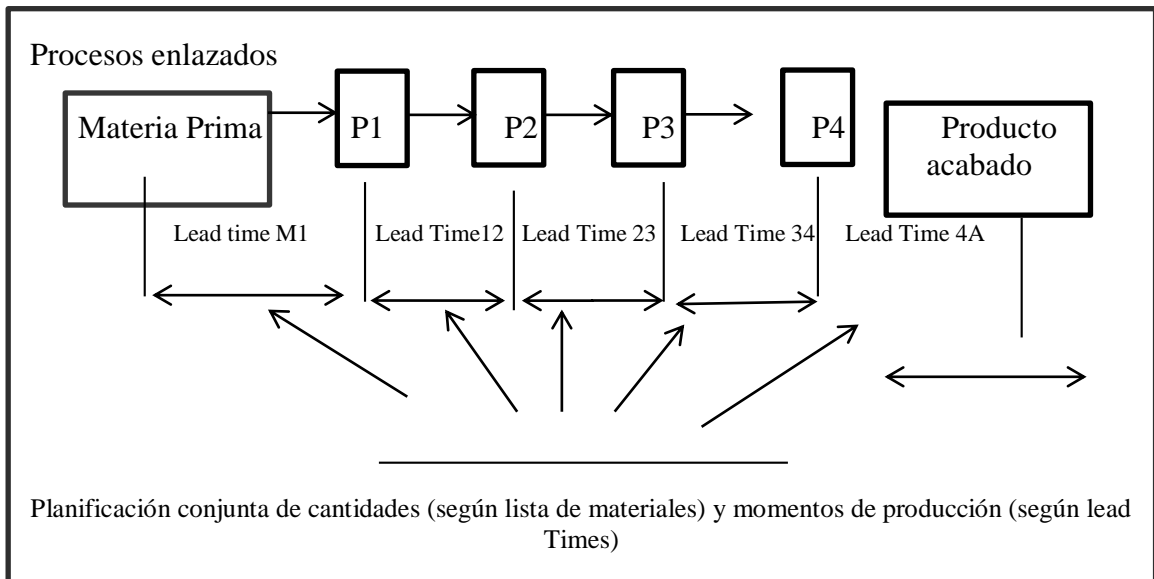 Procesos enlazados
Materia Prima
P1
P2
P3
P4
Producto
acabado
Lead time M1
Lead Time12
Lead Time 23
Lead Time 34
Lead Time 4A
Planificación conjunta de cantidades (según lista de materiales) y momentos de producción (según lead
Times)